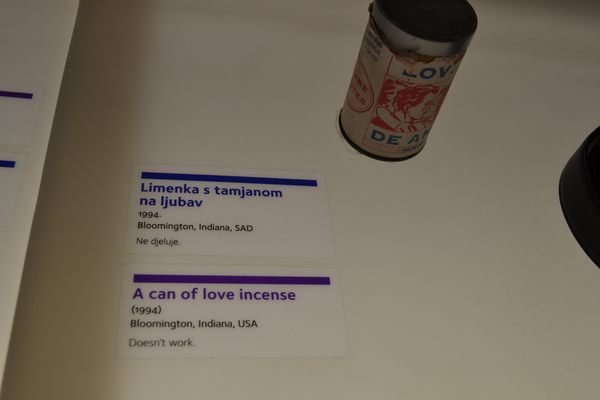 LOV
DE AM
Limenka s tamjanom
na ljubav
1994.
Bloomington, Indiana, SAD
Ne djeluje.
A can of love incense
(1994)
Bloomington, Indiana, USA
Doesn't work.